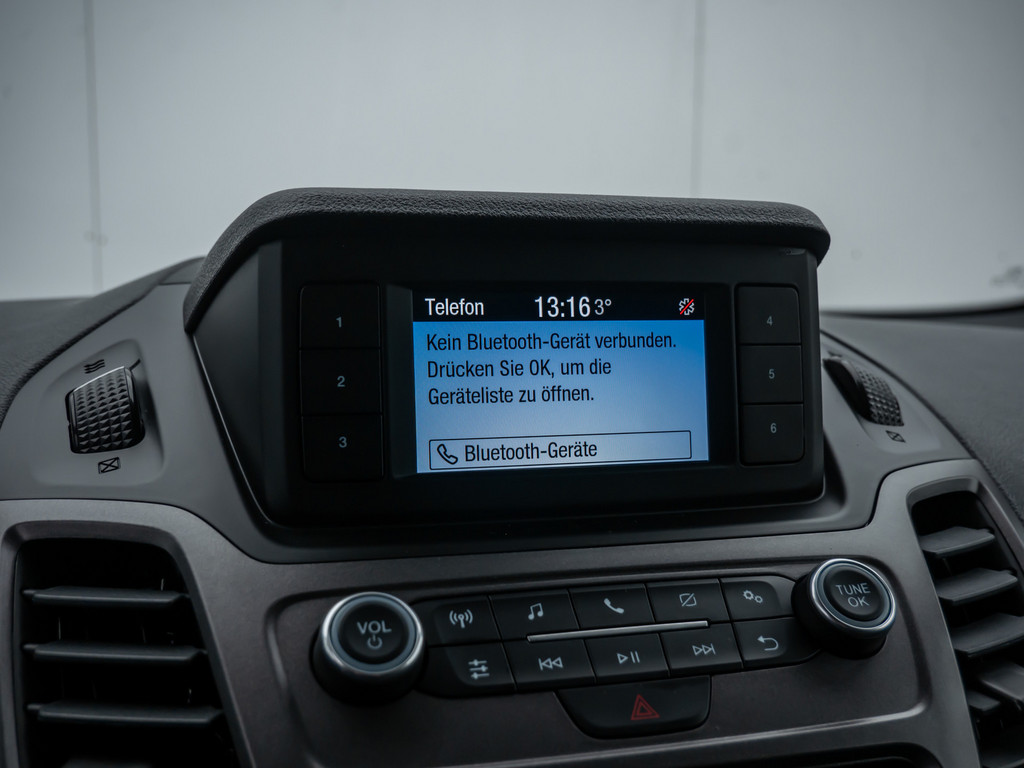 Telefon 13:16 3°
Kein Bluetooth-Gerät verbunden.
Drücken Sie OK, um die
Geräteliste zu öffnen.
Bluetooth-Geräte
1
2
3
4
5
6
VOL
TUNE
OK